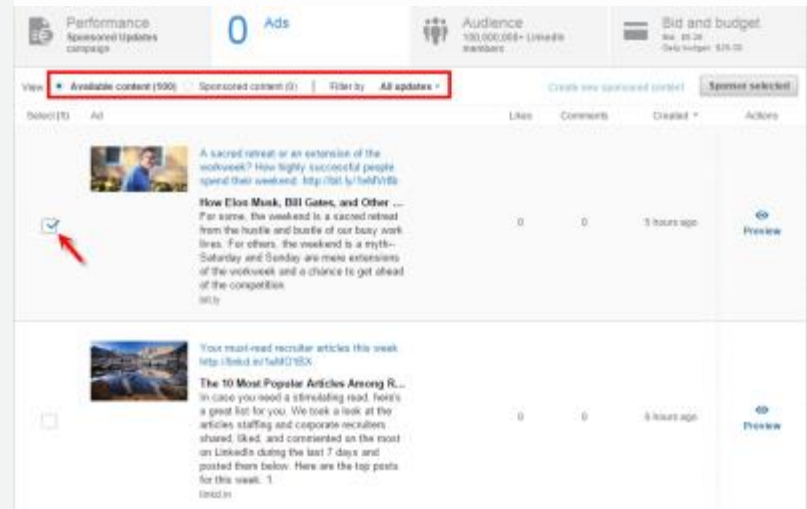 Performance
Sponsored Updates
campaign
0 Ads
Audience
100,000,000+ LinkedIn
members
Bid and budget
Daily budget:
View Available content (100) Sponsored content (0) | Filter by All updates
Create new sponsored content
Sponsor selected
Select (1) Ad Likes Comments Created Actions
A sacred retreat or an extension of the
workweek? How highly successful people
spend their weekend.
How Elon Musk, Bill Gates, and Other ...
For some, the weekend is a sacred retreat
from the hustle and bustle of our busy work
lives. For others, the weekend is a myth--
Saturday and Sunday are mere extensions
of the workweek and a chance to get ahead
of the competition.
bit.ly
0 0 5 hours ago Preview
Your must-read recruiter articles this week
The 10 Most Popular Articles Among R...
In case you need a stimulating read, here's
a great list for you. We took a look at the
articles staffing and corporate recruiters
shared, liked, and commented on the most
on LinkedIn during the last 7 days and
posted them below. Here are the top posts
for this week. 1.
lnkd.in
0 0 6 hours ago Preview